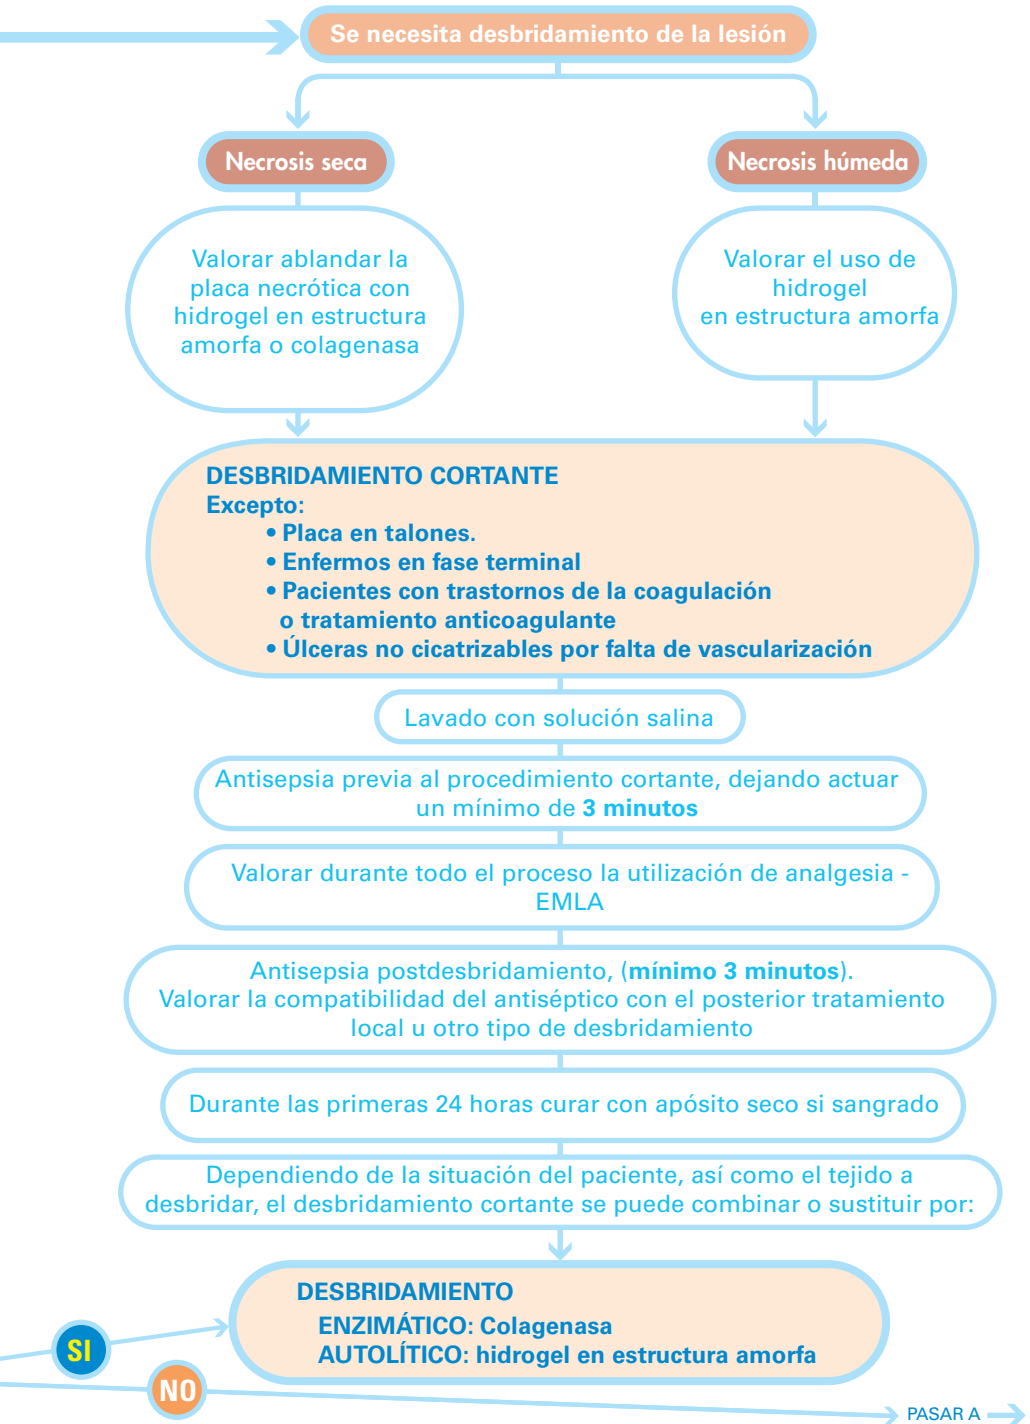 Se necesita desbridamiento de la lesión
Necrosis seca
Necrosis húmeda
Valorar ablandar la
placa necrótica con
hidrogel en estructura
amorfa o colagenasa
Valorar el uso de
hidrogel
en estructura amorfa
DESBRIDAMIENTO CORTANTE
Excepto:
• Placa en talones.
• Enfermos en fase terminal
• Pacientes con trastornos de la coagulación
o tratamiento anticoagulante
• Úlceras no cicatrizables por falta de vascularización
Lavado con solución salina
Antisepsia previa al procedimiento cortante, dejando actuar
un mínimo de 3 minutos
Valorar durante todo el proceso la utilización de analgesia -
EMLA
Antisepsia postdesbridamiento, (mínimo 3 minutos).
Valorar la compatibilidad del antiséptico con el posterior tratamiento
local u otro tipo de desbridamiento
Durante las primeras 24 horas curar con apósito seco si sangrado
Dependiendo de la situación del paciente, así como el tejido a
desbridar, el desbridamiento cortante se puede combinar o sustituir por:
DESBRIDAMIENTO
ENZIMÁTICO: Colagenasa
AUTOLÍTICO: hidrogel en estructura amorfa
SI
NO
PASAR A